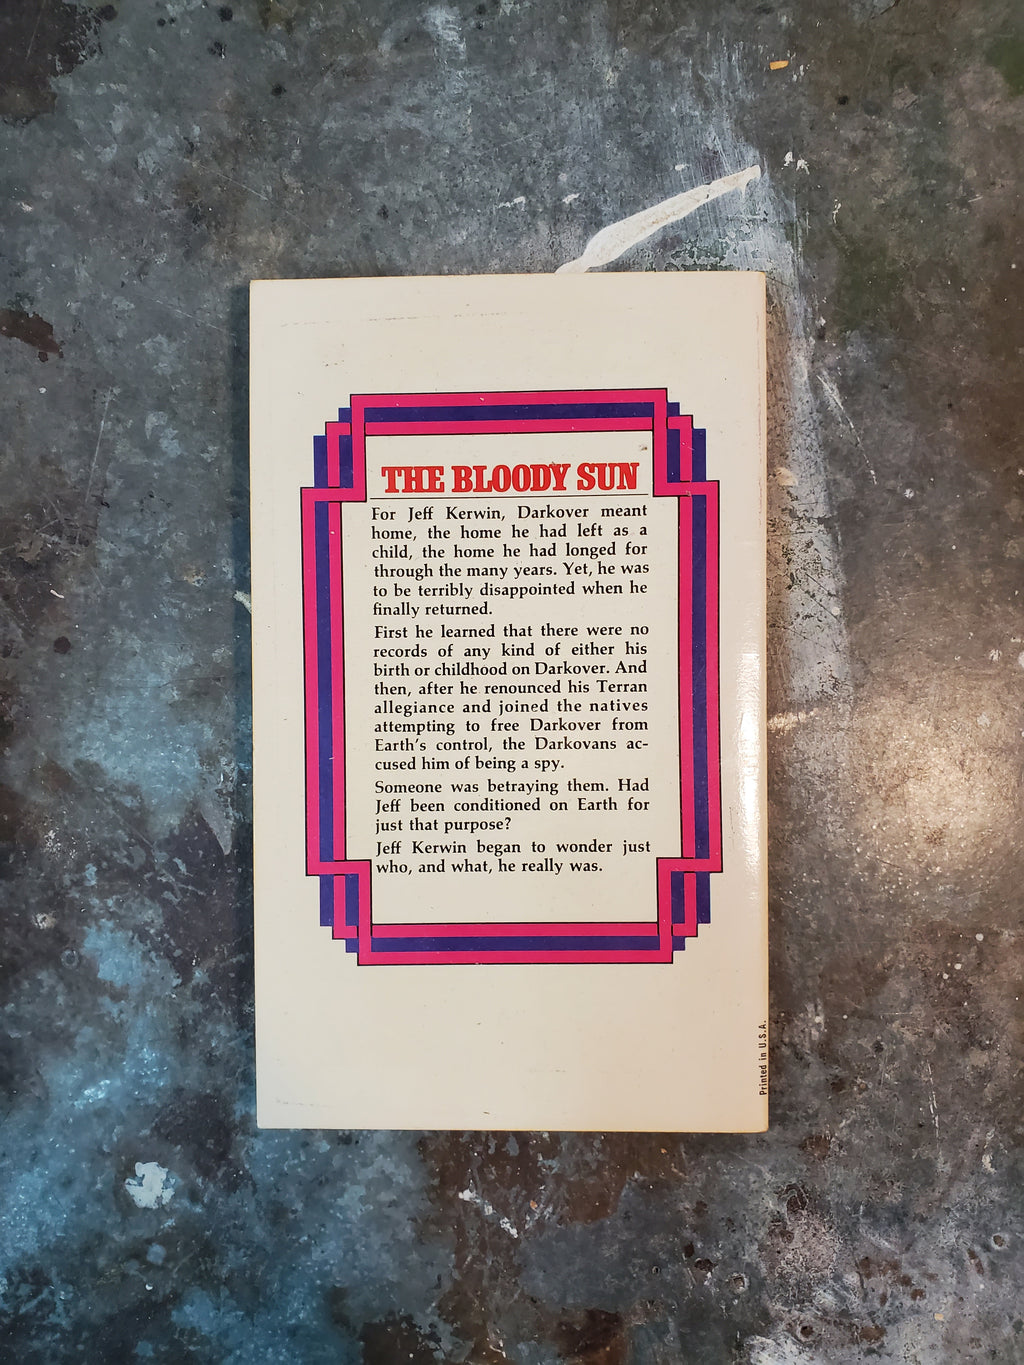 THE BLOODY SUN
For Jeff Kerwin, Darkover meant
home, the home he had left as a
child, the home he had longed for
through the many years. Yet, he was
to be terribly disappointed when he
finally returned.
First he learned that there were no
records of any kind of either his
birth or childhood on Darkover. And
then, after he renounced his Terran
allegiance and joined the natives
attempting to free Darkover from
Earth's control, the Darkovans ac-
cused him of being a spy.
Someone was betraying them. Had
Jeff been conditioned on Earth for
just that purpose?
Jeff Kerwin began to wonder just
who, and what, he really was.
Printed in U.S.A.